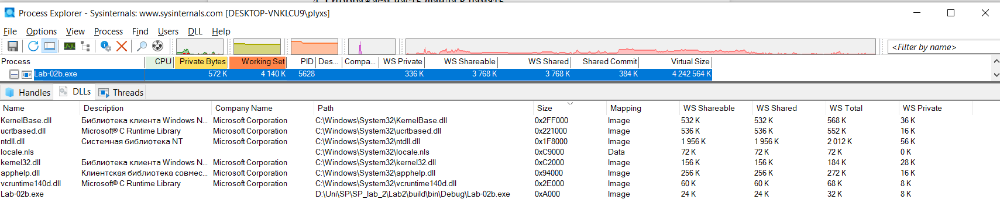 4. Отображаем часть файла в память
Process Explorer - Sysinternals: www.sysinternals.com [DESKTOP-VNKLCU9\plyxs]
File Options View Process Find Users DLL Help
<Filter by name>
Process CPU Private Bytes Working Set PID Des... Compa... WS Private WS Shareable WS Shared Shared Commit Virtual Size
Lab-02b.exe 572 K 4 140 K 5628 336 K 3 768 K 3 768 K 384 K 4 242 564 K
Handles DLLs Threads
Name Description Company Name Path Size Mapping WS Shareable WS Shared WS Total WS Private
KernelBase.dll Библиотека клиента Windows N... Microsoft Corporation C:\Windows\System32\KernelBase.dll 0x2FF000 Image 532 K 532 K 568 K 36 K
ucrtbased.dll Microsoft® C Runtime Library Microsoft Corporation C:\Windows\System32\ucrtbased.dll 0x221000 Image 536 K 536 K 552 K 16 K
ntdll.dll Системная библиотека NT Microsoft Corporation C:\Windows\System32\ntdll.dll 0x1F8000 Image 1 956 K 1 956 K 2 012 K 56 K
locale.nls C:\Windows\System32\locale.nls 0xC9000 Data 72 K 72 K 72 K 0 K
kernel32.dll Библиотека клиента Windows N... Microsoft Corporation C:\Windows\System32\kernel32.dll 0xC2000 Image 156 K 156 K 184 K 28 K
apphelp.dll Клиентская библиотека совмес... Microsoft Corporation C:\Windows\System32\apphelp.dll 0x94000 Image 256 K 256 K 272 K 16 K
vcruntime140d.dll Microsoft® C Runtime Library Microsoft Corporation C:\Windows\System32\vcruntime140d.dll 0x2E000 Image 60 K 60 K 68 K 8 K
Lab-02b.exe D:\Uni\SP\SP_lab_2\Lab2\build\bin\Debug\Lab-02b.exe 0xA000 Image 24 K 24 K 32 K 8 K